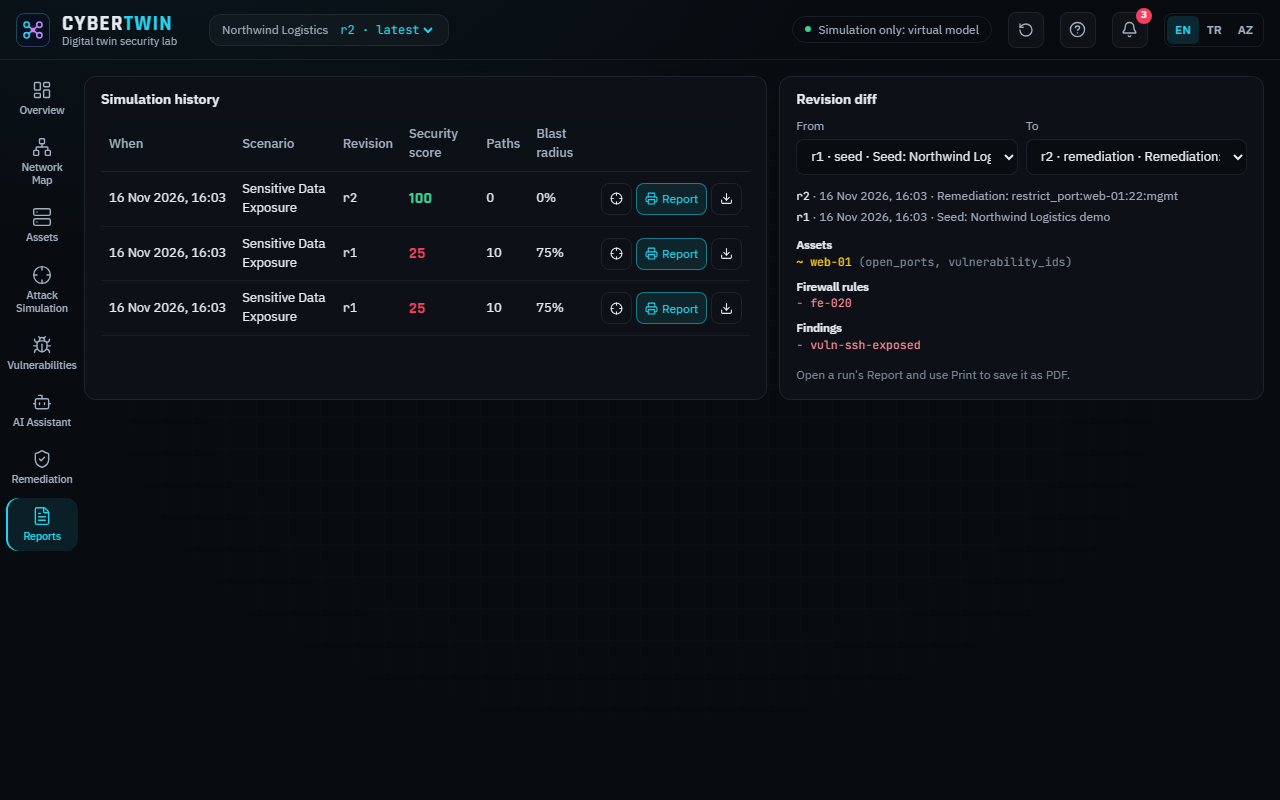 CYBERTWIN
Digital twin security lab
Northwind Logistics r2 · latest
Simulation only: virtual model
3
EN TR AZ
Overview
Network
Map
Assets
Attack
Simulation
Vulnerabilities
AI Assistant
Remediation
Reports
Simulation history
When Scenario Revision Security score Paths Blast radius
16 Nov 2026, 16:03 Sensitive Data Exposure r2 100 0 0% Report
16 Nov 2026, 16:03 Sensitive Data Exposure r1 25 10 75% Report
16 Nov 2026, 16:03 Sensitive Data Exposure r1 25 10 75% Report
Revision diff
From To
r1 · seed · Seed: Northwind Log r2 · remediation · Remediation:
r2 · 16 Nov 2026, 16:03 · Remediation: restrict_port:web-01:22:mgmt
r1 · 16 Nov 2026, 16:03 · Seed: Northwind Logistics demo
Assets
~ web-01 (open_ports, vulnerability_ids)
Firewall rules
- fe-020
Findings
- vuln-ssh-exposed
Open a run's Report and use Print to save it as PDF.